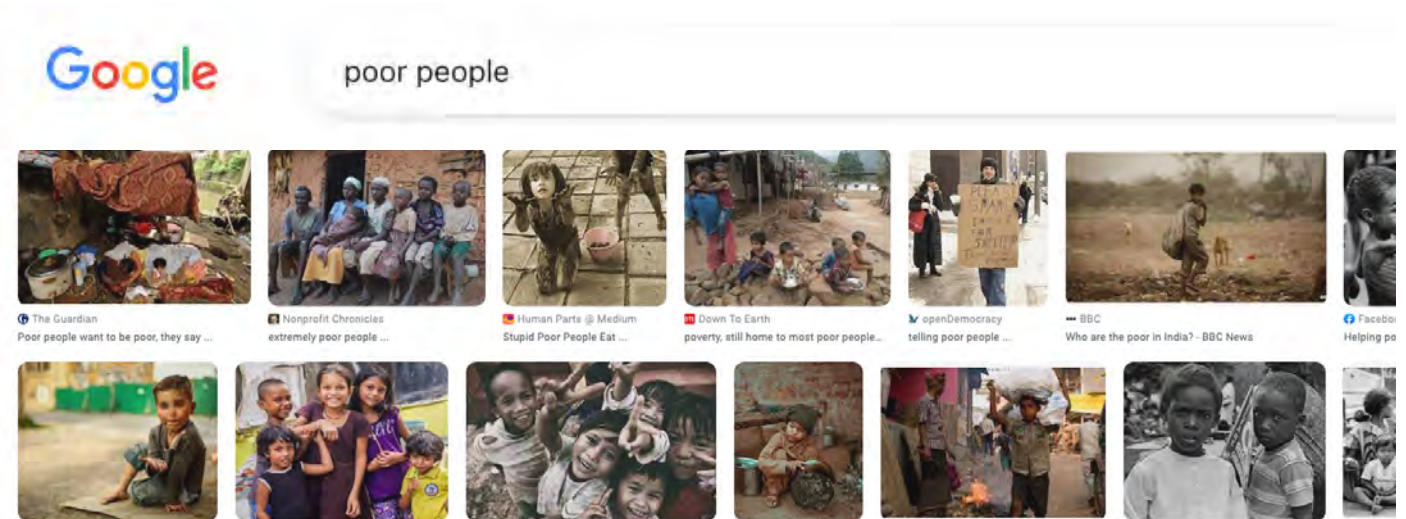 Google
poor people
The Guardian
Poor people want to be poor, they say ...
Nonprofit Chronicles
extremely poor people ...
Human Parts @ Medium
Stupid Poor People Eat ...
Down To Earth
poverty, still home to most poor people...
openDemocracy
telling poor people ...
BBC
Who are the poor in India? - BBC News
Facebo
Helping po
PLEASE